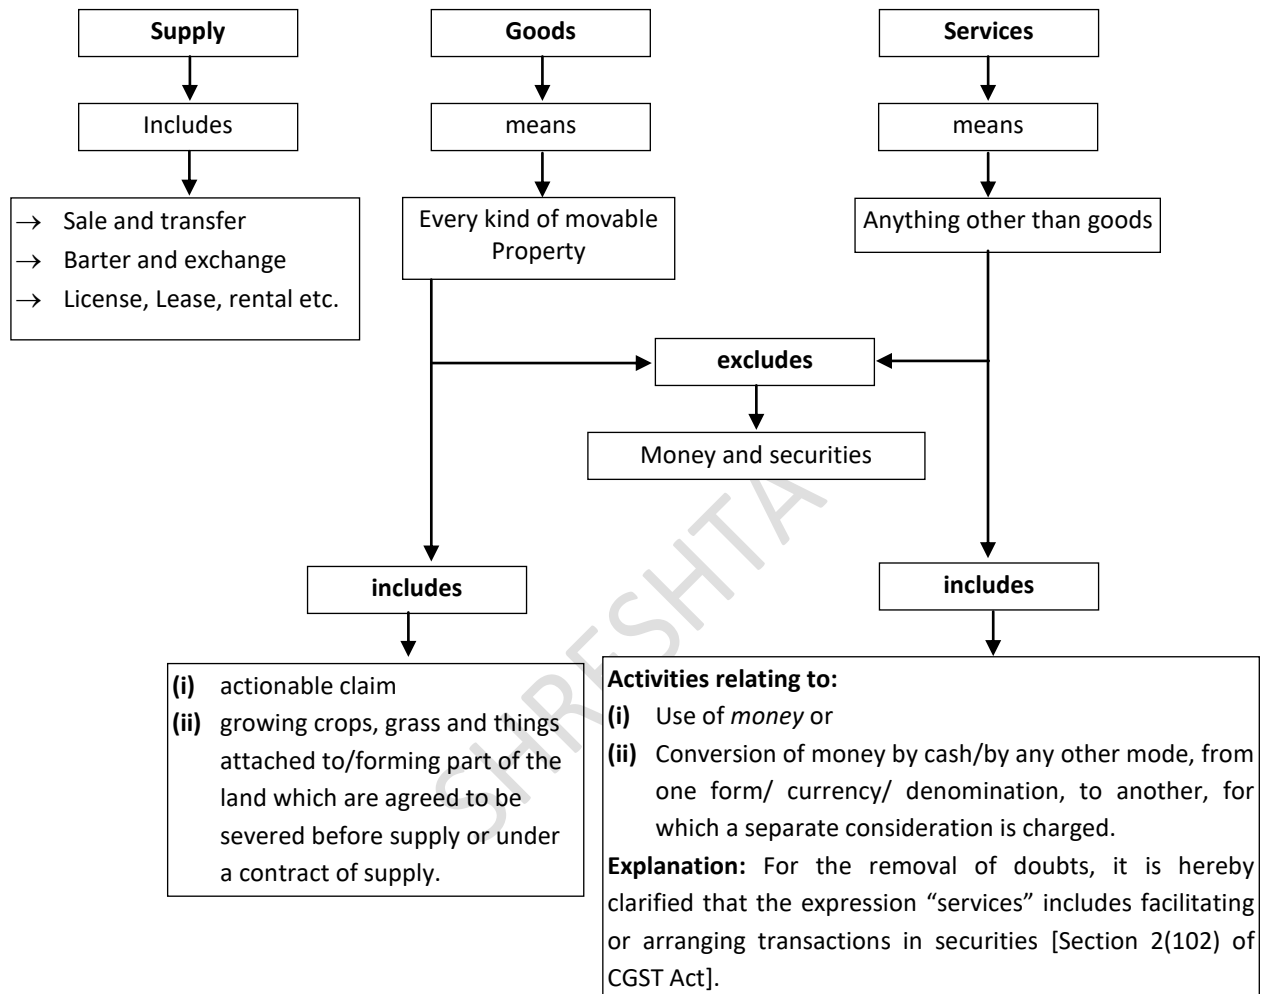 Supply
Includes
→ Sale and transfer
→ Barter and exchange
→ License, Lease, rental etc.
Goods
means
Every kind of movable
Property
Services
means
Anything other than goods
excludes
Money and securities
includes
(i) actionable claim
(ii) growing crops, grass and things
attached to/forming part of the
land which are agreed to be
severed before supply or under
a contract of supply.
includes
Activities relating to:
(i) Use of money or
(ii) Conversion of money by cash/by any other mode, from
one form/ currency/ denomination, to another, for
which a separate consideration is charged.
Explanation: For the removal of doubts, it is hereby
clarified that the expression “services” includes facilitating
or arranging transactions in securities [Section 2(102) of
CGST Act].
SHRESHTA